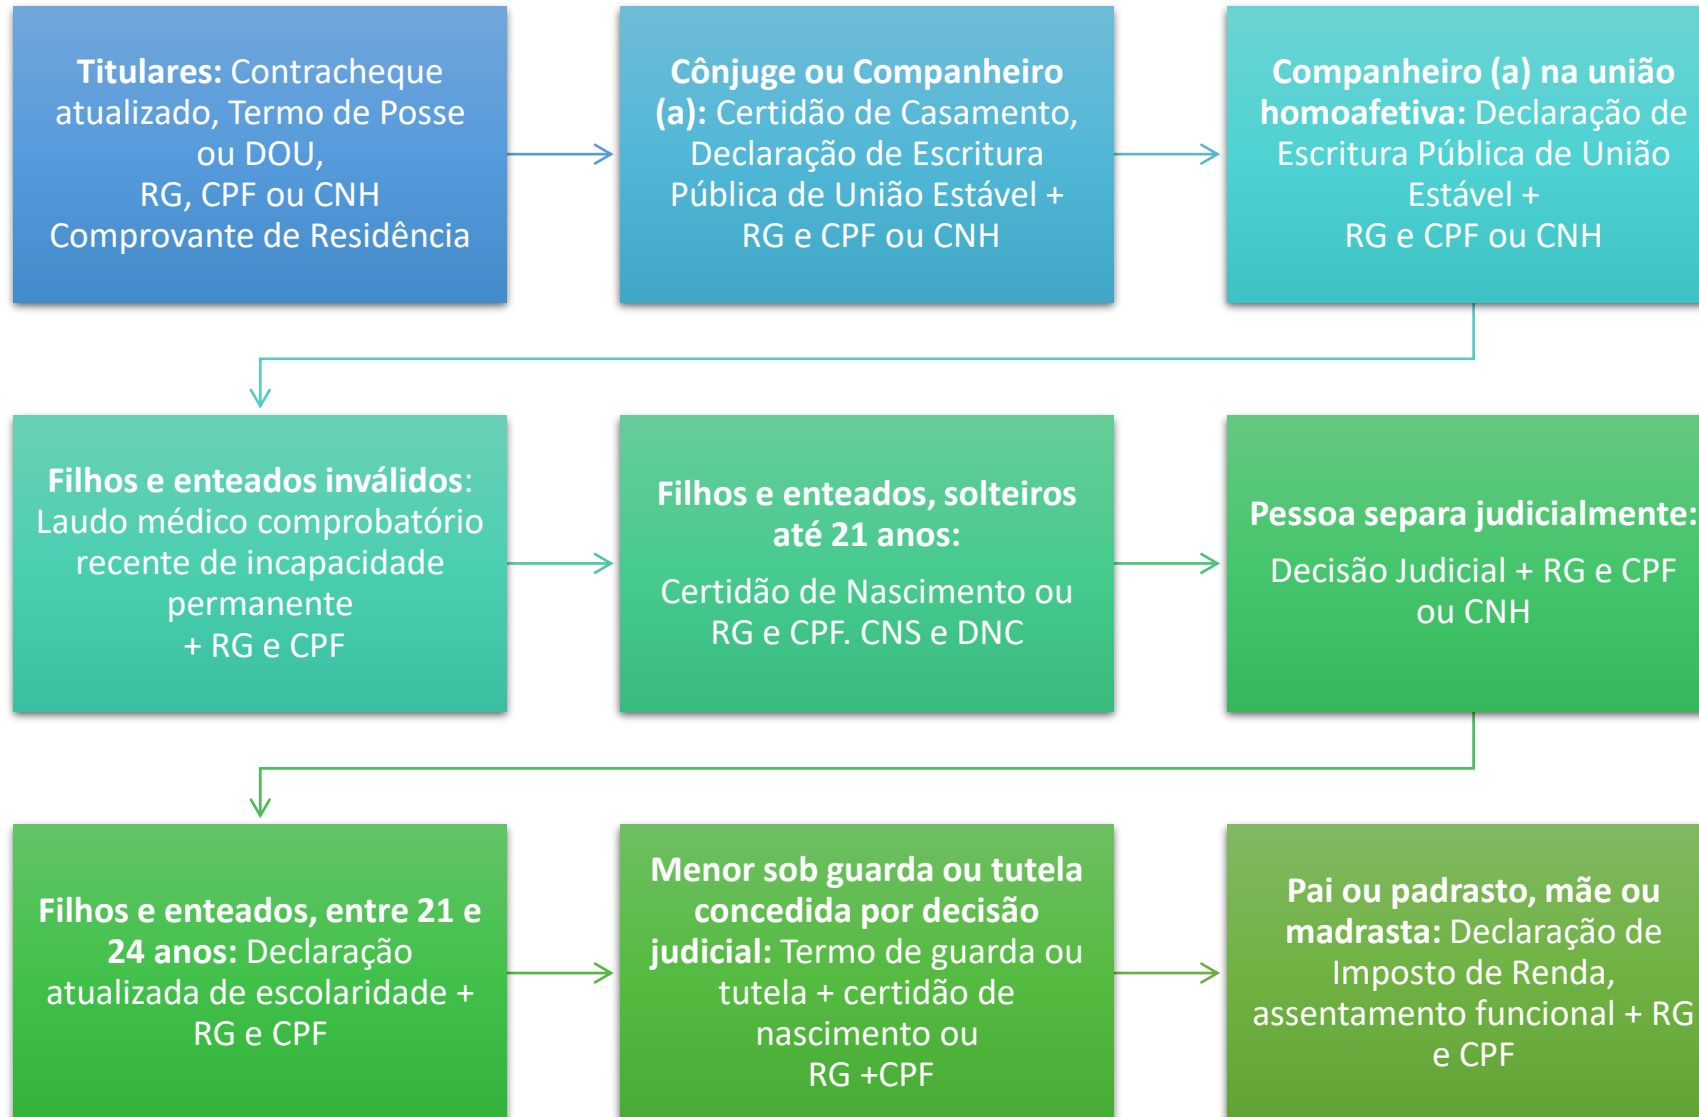 Titulares: Contracheque
atualizado, Termo de Posse
ou DOU,
RG, CPF ou CNH
Comprovante de Residência
Cônjuge ou Companheiro
(a): Certidão de Casamento,
Declaração de Escritura
Pública de União Estável +
RG e CPF ou CNH
Companheiro (a) na união
homoafetiva: Declaração de
Escritura Pública de União
Estável +
RG e CPF ou CNH
Filhos e enteados inválidos:
Laudo médico comprobatório
recente de incapacidade
permanente
+ RG e CPF
Filhos e enteados, solteiros
até 21 anos:
Certidão de Nascimento ou
RG e CPF. CNS e DNC
Pessoa separa judicialmente:
Decisão Judicial + RG e CPF
ou CNH
Filhos e enteados, entre 21 e
24 anos: Declaração
atualizada de escolaridade +
RG e CPF
Menor sob guarda ou tutela
concedida por decisão
judicial: Termo de guarda ou
tutela + certidão de
nascimento ou
RG +CPF
Pai ou padrasto, mãe ou
madrasta: Declaração de
Imposto de Renda,
assentamento funcional + RG
e CPF